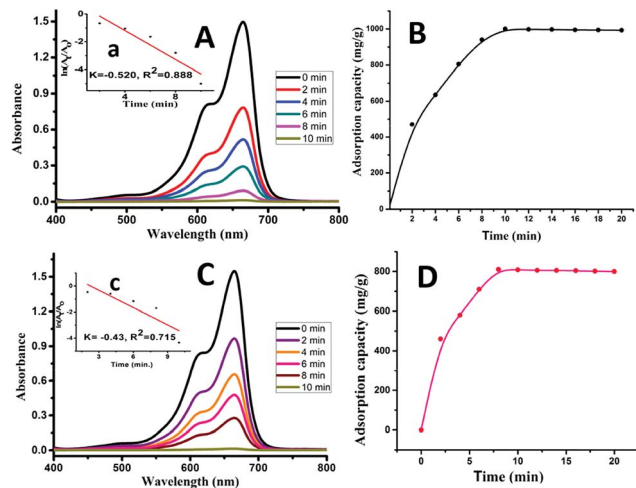 A
a
ln(At/Ao)
0
-2
-4
K=-0.520, R2=0.888
4
8
Time (min)
Absorbance
1.5
1.2
0.9
0.6
0.3
0.0
0 min
2 min
4 min
6 min
8 min
10 min
400 500 600 700 800
Wavelength (nm)
B
Adsorption capacity (mg/g)
1000
800
600
400
200
0
2 4 6 8 10 12 14 16 18 20
Time (min)
C
c
ln(At/Ao)
0
-2
-4
K= -0.43, R2=0.715
3 6 9
Time (min.)
Absorbance
1.5
1.2
0.9
0.6
0.3
0.0
0 min
2 min
4 min
6 min
8 min
10 min
400 500 600 700 800
Wavelength (nm)
D
Adsorption capacity (mg/g)
800
600
400
200
0
0 5 10 15 20
Time (min)